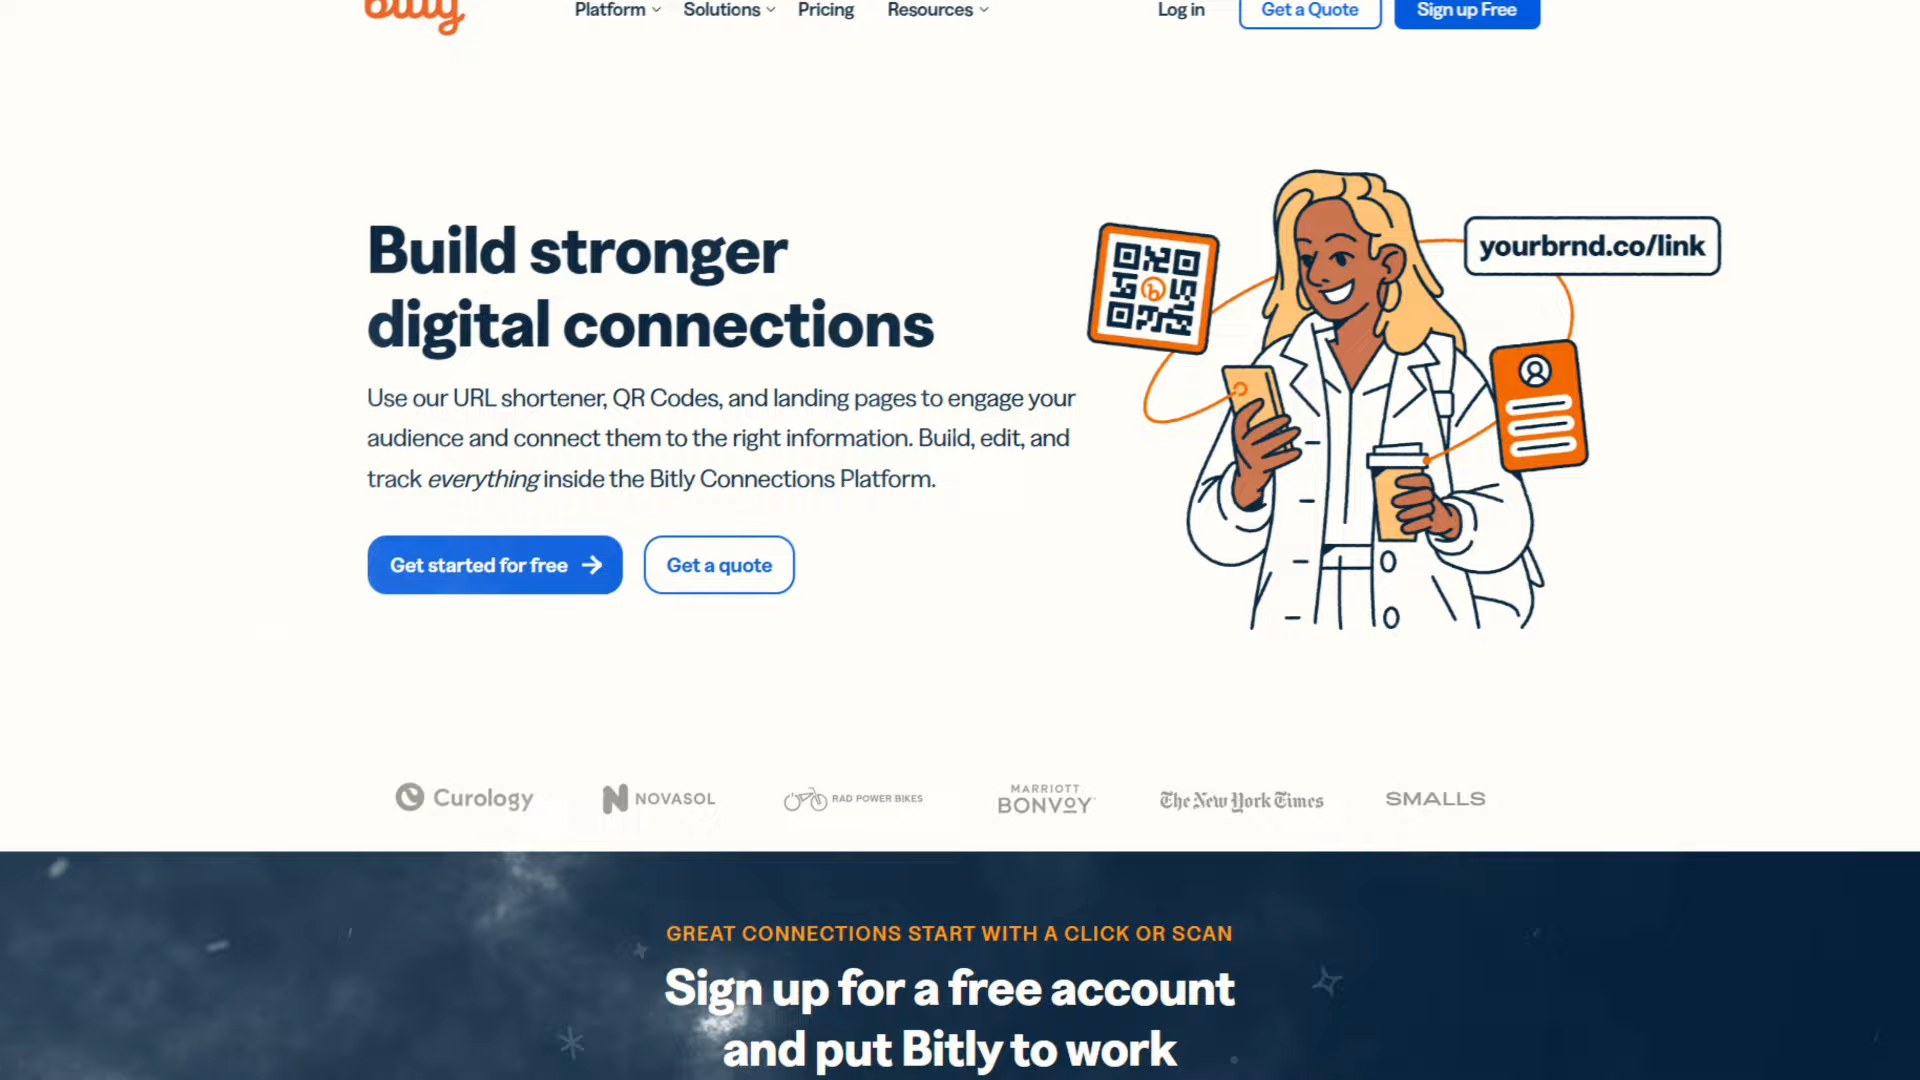 Bitly
Platform
Solutions
Pricing
Resources
Log in
Get a Quote
Sign up Free
Build stronger
digital connections
Use our URL shortener, QR Codes, and landing pages to engage your
audience and connect them to the right information. Build, edit, and
track everything inside the Bitly Connections Platform.
Get started for free
Get a quote
yourbrnd.co/link
Curology
NOVASOL
RAD POWER BIKES
MARRIOTT
BONVOY
The New York Times
SMALLS
GREAT CONNECTIONS START WITH A CLICK OR SCAN
Sign up for a free account
and put Bitly to work